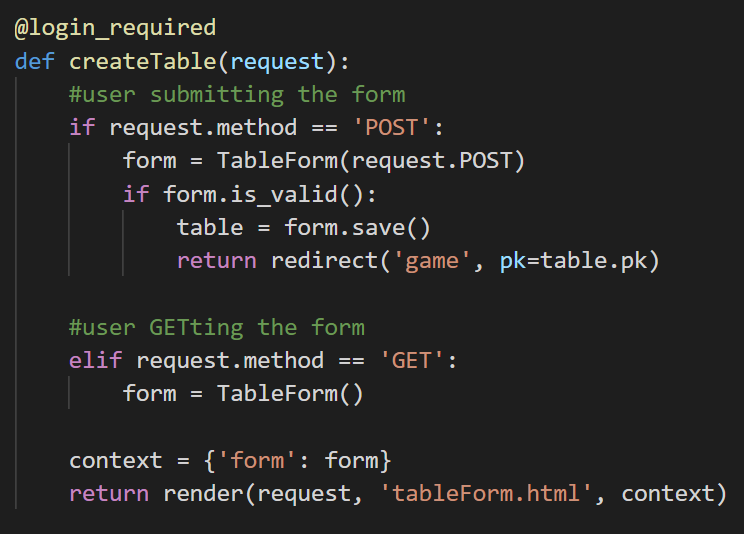 @login_required
def createTable(request):
    #user submitting the form
    if request.method == 'POST':
        form = TableForm(request.POST)
        if form.is_valid():
            table = form.save()
            return redirect('game', pk=table.pk)

    #user GETting the form
    elif request.method == 'GET':
        form = TableForm()

    context = {'form': form}
    return render(request, 'tableForm.html', context)